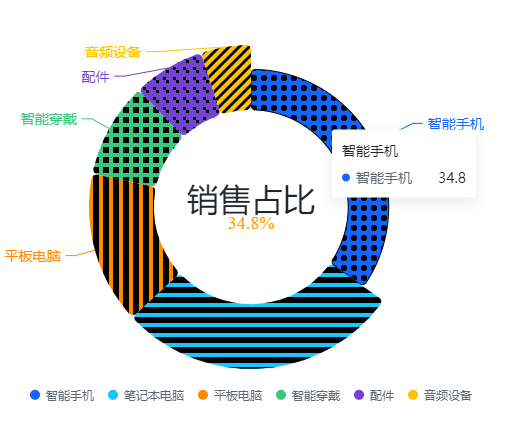 音频设备
配件
智能穿戴
智能手机
智能手机
智能手机 34.8
销售占比
34.8%
平板电脑
智能手机 笔记本电脑 平板电脑 智能穿戴 配件 音频设备